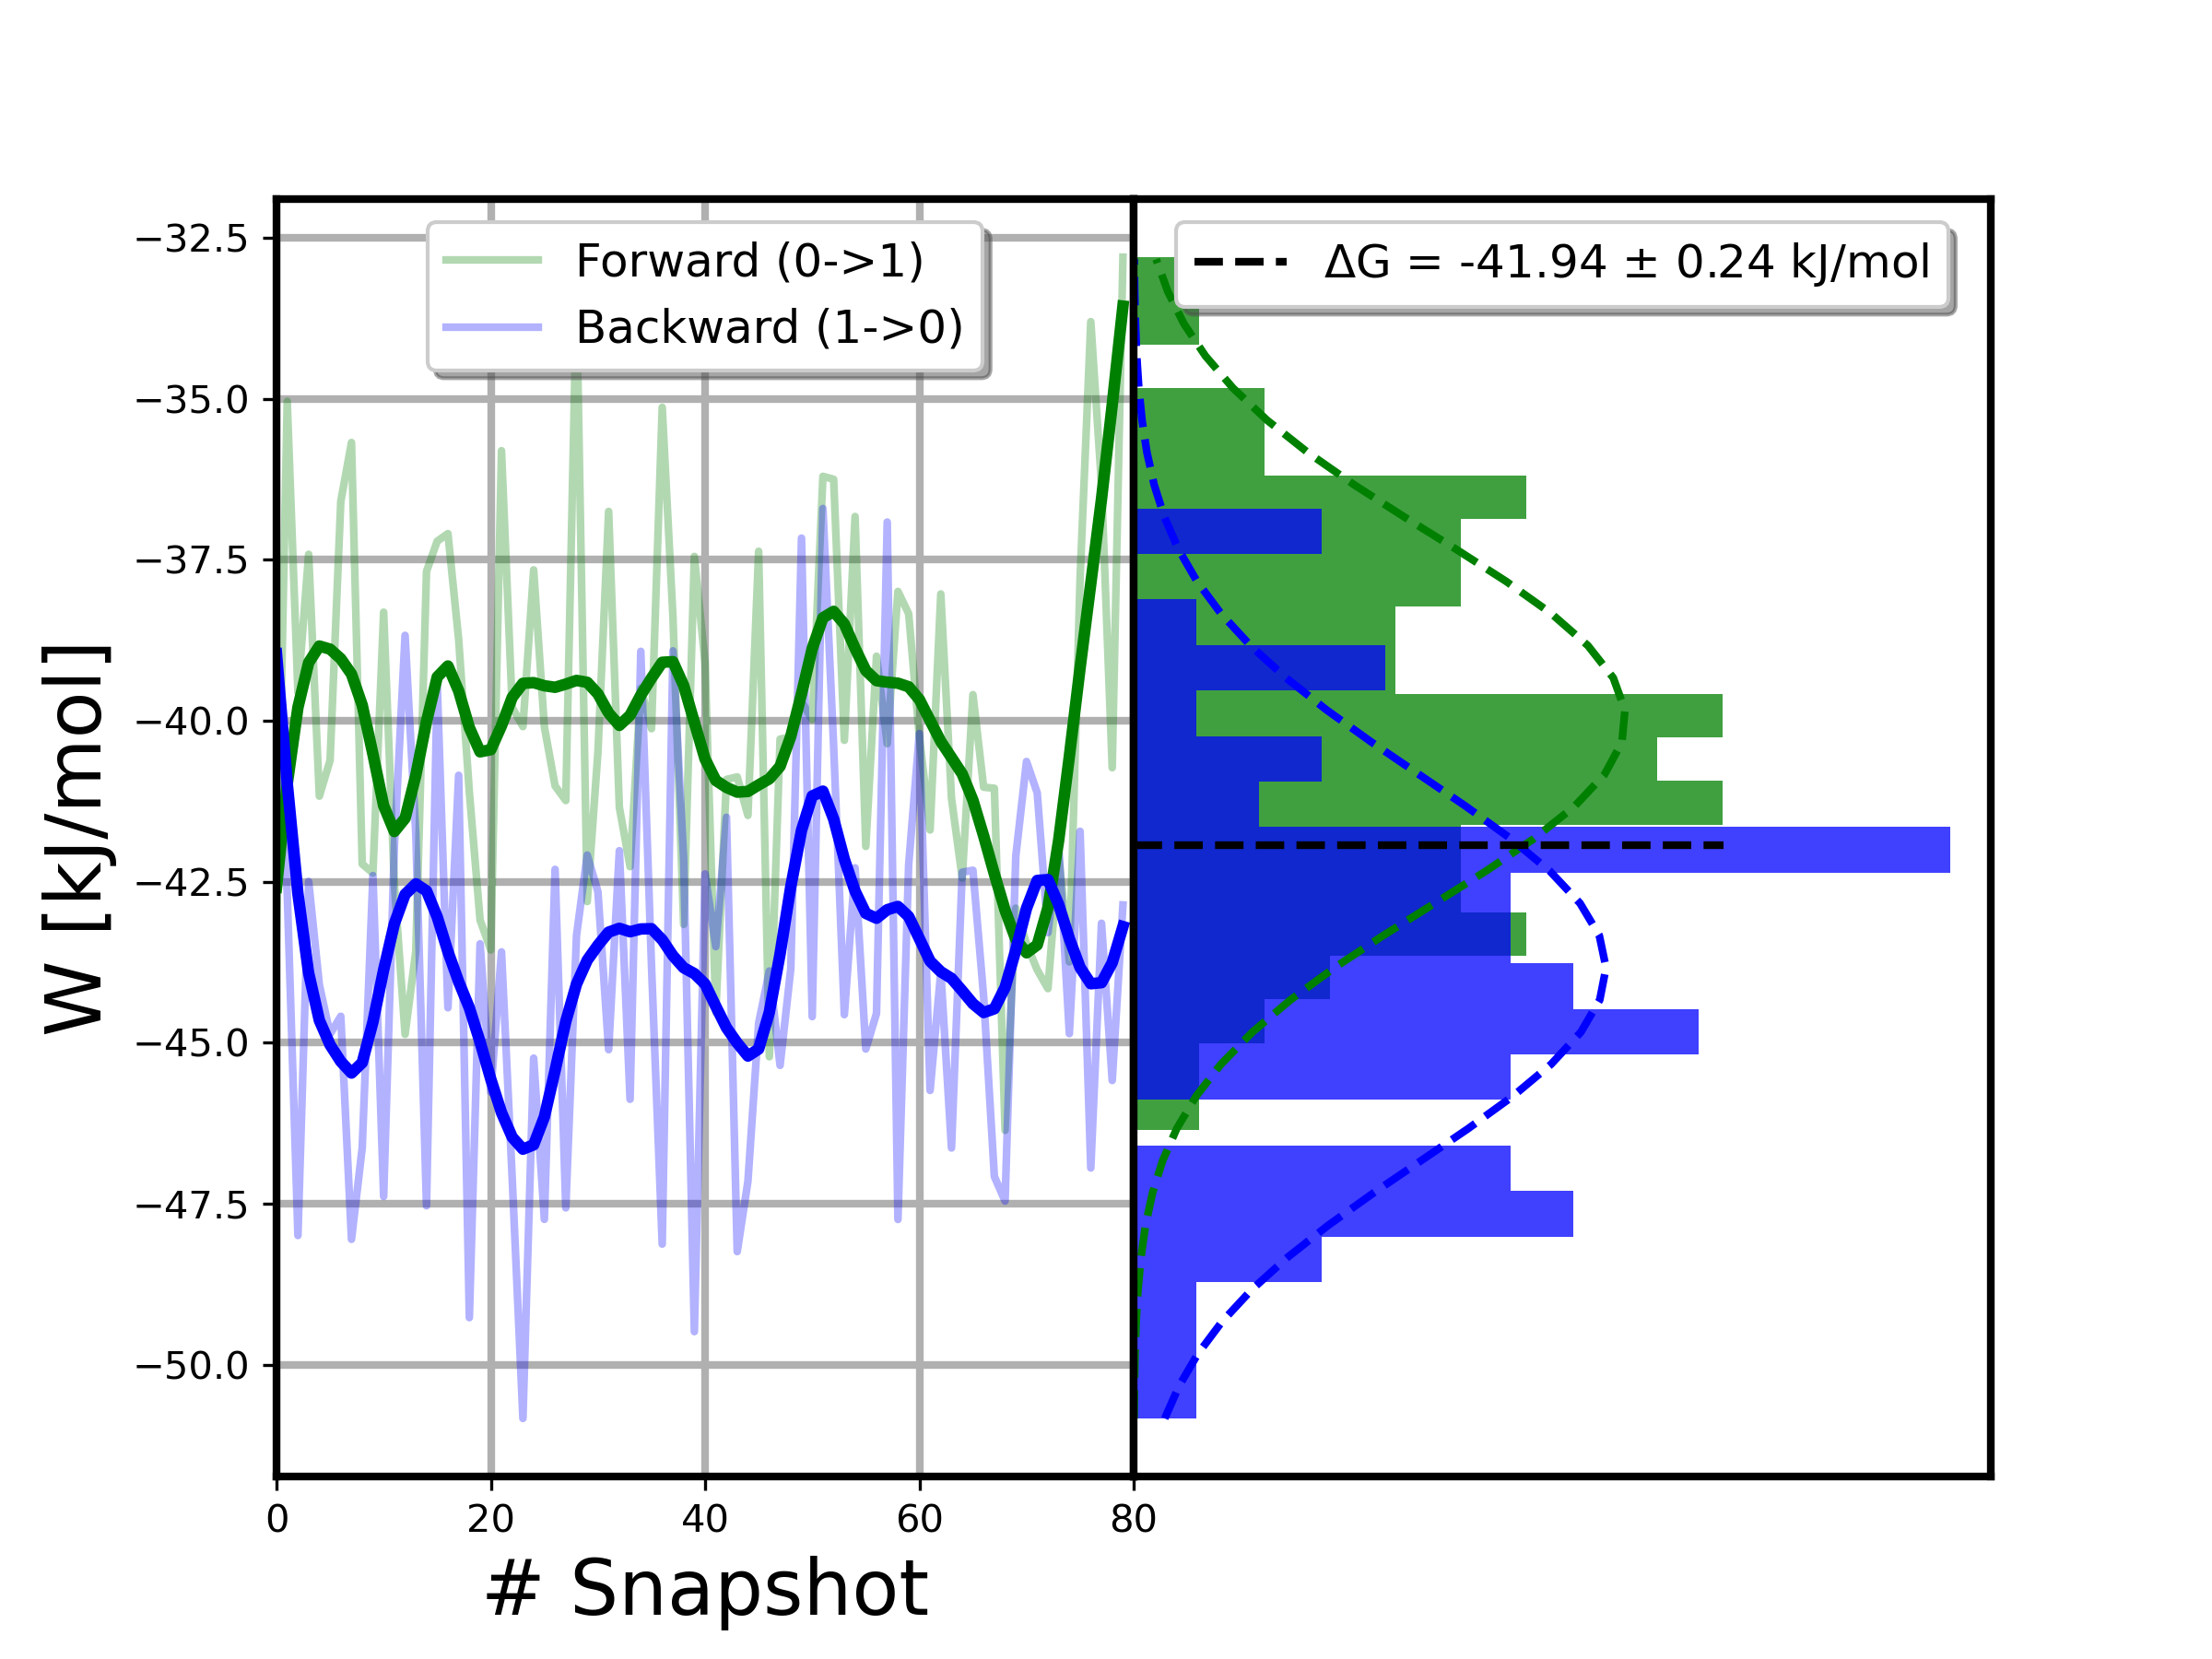 Forward (0->1)
Backward (1->0)
ΔG = -41.94 ± 0.24 kJ/mol
W [kJ/mol]
−32.5
−35.0
−37.5
−40.0
−42.5
−45.0
−47.5
−50.0
0 20 40 60 80
# Snapshot